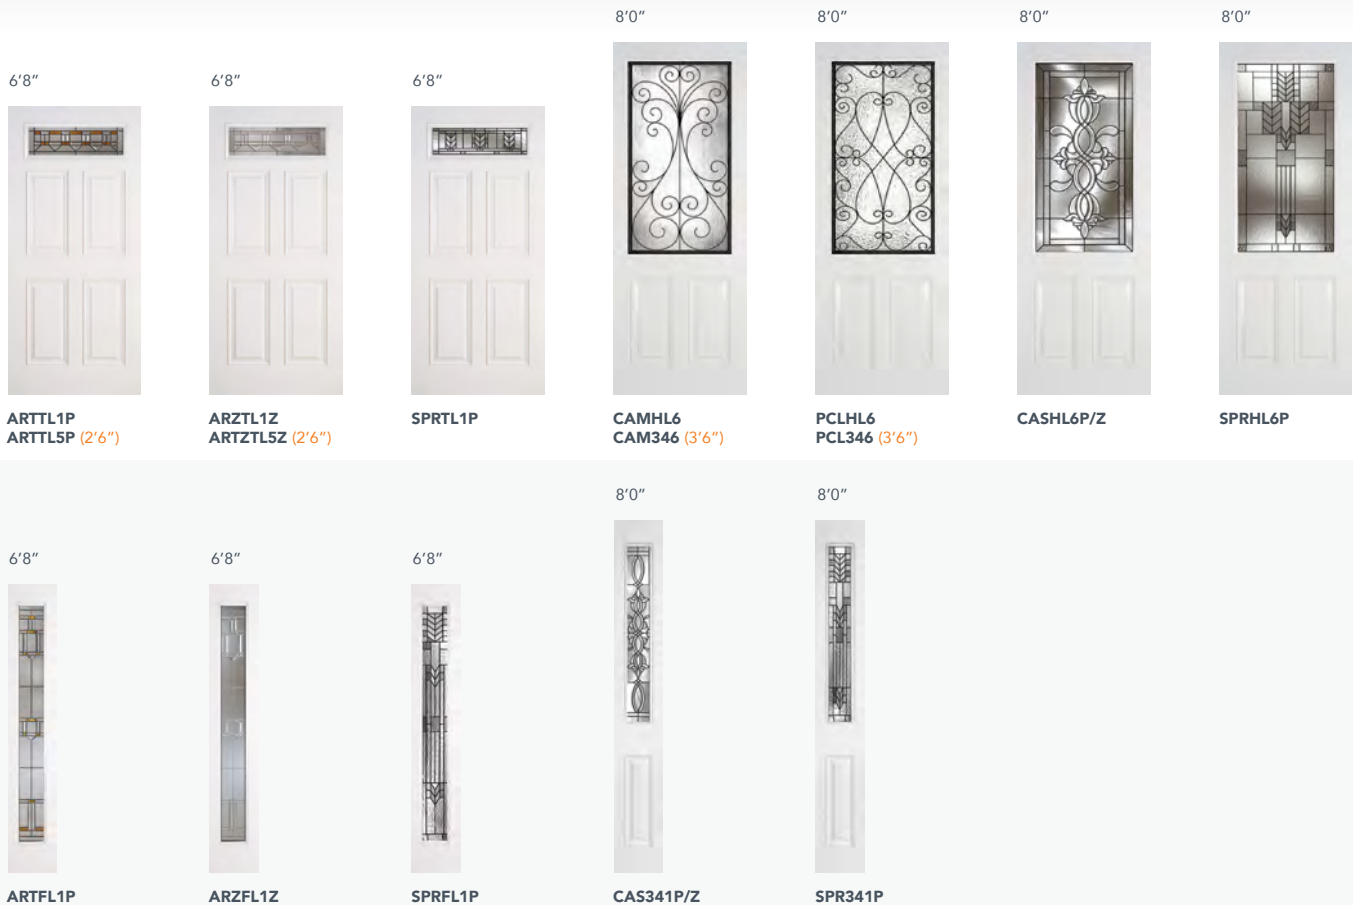 8’0”
8’0”
8’0”
8’0”
6’8”
6’8”
6’8”
ARTTL1P
ARTTL5P (2’6”)
ARZTL1Z
ARTZTL5Z (2’6”)
SPRTL1P
CAMHL6
CAM346 (3’6”)
PCLHL6
PCL346 (3’6”)
CASHL6P/Z
SPRHL6P
8’0”
8’0”
6’8”
6’8”
6’8”
ARTFL1P
ARZFL1Z
SPRFL1P
CAS341P/Z
SPR341P